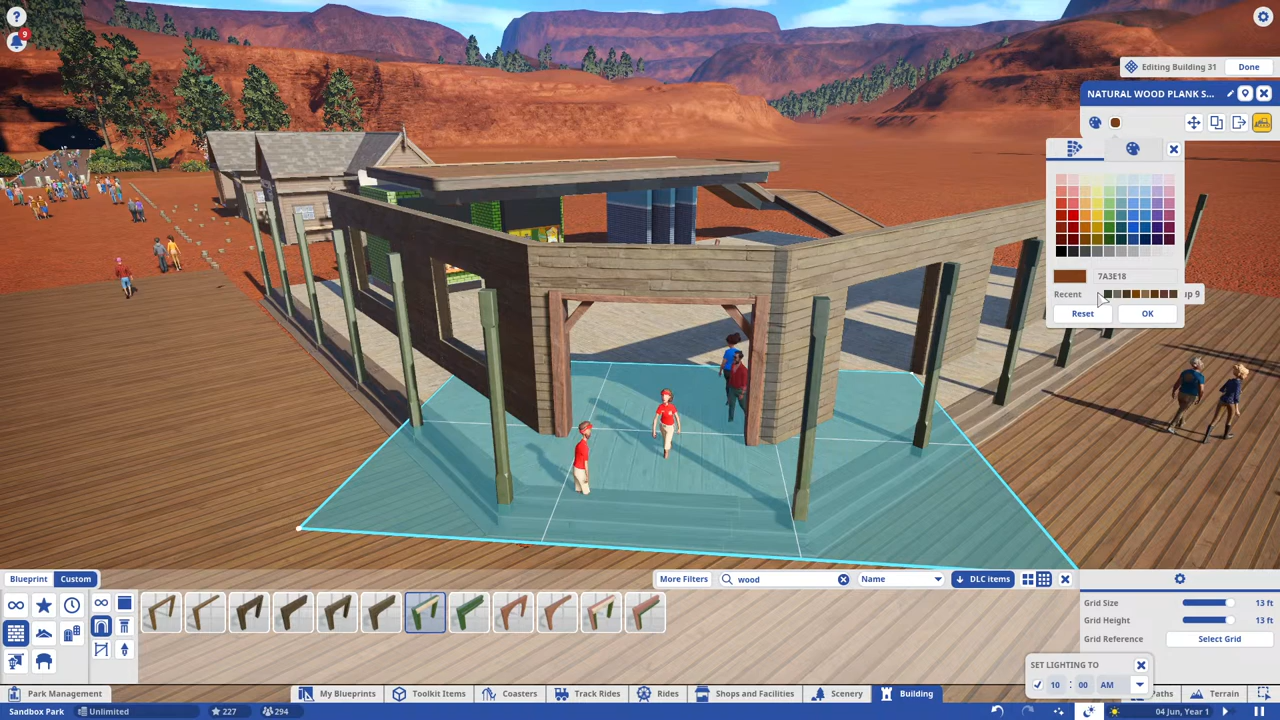 ?
9
Editing Building 31
Done
NATURAL WOOD PLANK S...
7A3E18
Recent
up 9
Reset
OK
Blueprint
Custom
More Filters
wood
Name
DLC items
Grid Size
13 ft
Grid Height
13 ft
Grid Reference
Select Grid
SET LIGHTING TO
10 : 00 AM
Park Management
My Blueprints
Toolkit Items
Coasters
Track Rides
Rides
Shops and Facilities
Scenery
Building
Paths
Terrain
Sandbox Park
Unlimited
227
294
04 Jun, Year 1